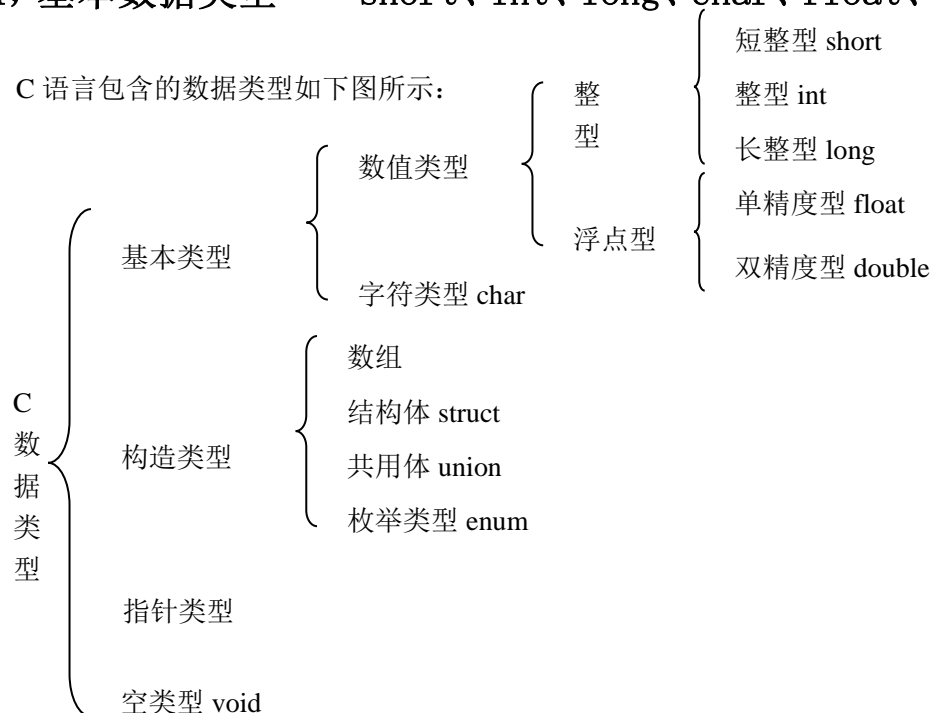 基本数据类型 short、int、long、char、float、
C 语言包含的数据类型如下图所示：
C
数
据
类
型
基本类型
数值类型
整
型
短整型 short
整型 int
长整型 long
浮点型
单精度型 float
双精度型 double
字符类型 char
构造类型
数组
结构体 struct
共用体 union
枚举类型 enum
指针类型
空类型 void